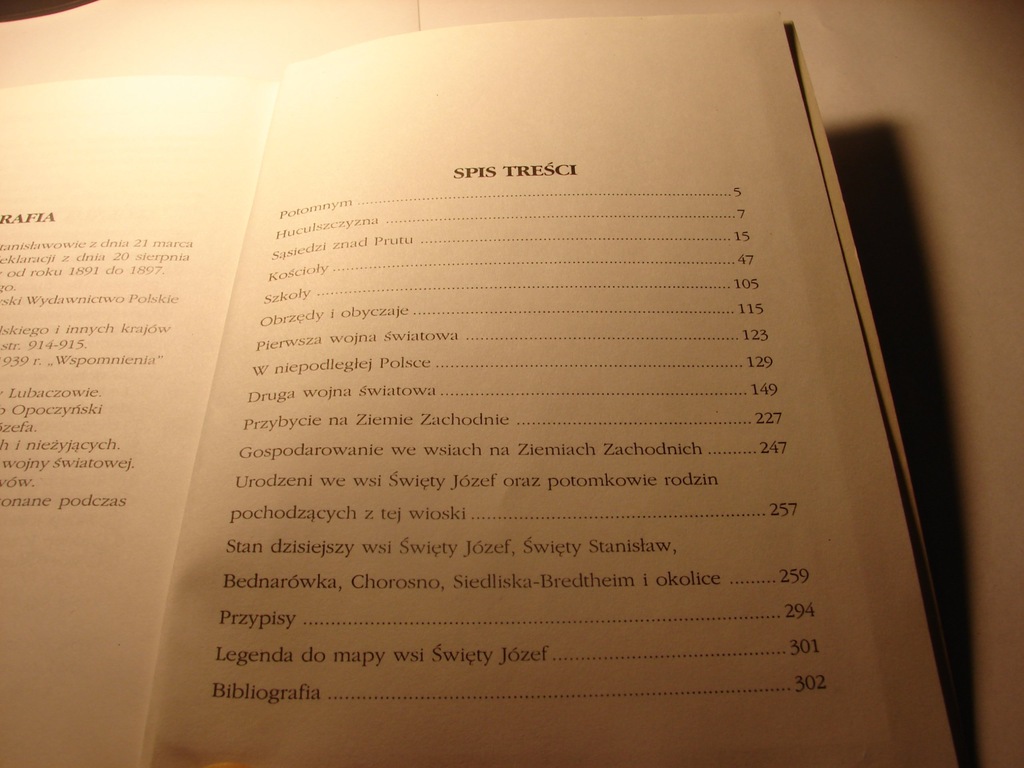 RAFIA
tanisławowie z dnia 21 marca
eklaracji z dnia 20 sierpnia
od roku 1891 do 1897.
go.
ski Wydawnictwo Polskie
lskiego i innych krajów
str. 914-915.
939 r. „Wspomnienia"
Lubaczowie.
o Opoczyński
ózefa.
h i nieżyjących.
wojny światowej.
wów.
onane podczas
SPIS TREŚCI
Potomnym ........ 5
Huculszczyzna ........ 7
Sąsiedzi znad Prutu ........ 15
Kościoły ........ 47
Szkoły ........ 105
Obrzędy i obyczaje ........ 115
Pierwsza wojna światowa ........ 123
W niepodległej Polsce ........ 129
Druga wojna światowa ........ 149
Przybycie na Ziemie Zachodnie ........ 227
Gospodarowanie we wsiach na Ziemiach Zachodnich ........ 247
Urodzeni we wsi Święty Józef oraz potomkowie rodzin
pochodzących z tej wioski ........ 257
Stan dzisiejszy wsi Święty Józef, Święty Stanisław,
Bednarówka, Chorosno, Siedliska-Bredtheim i okolice ........ 259
Przypisy ........ 294
Legenda do mapy wsi Święty Józef ........ 301
Bibliografia ........ 302